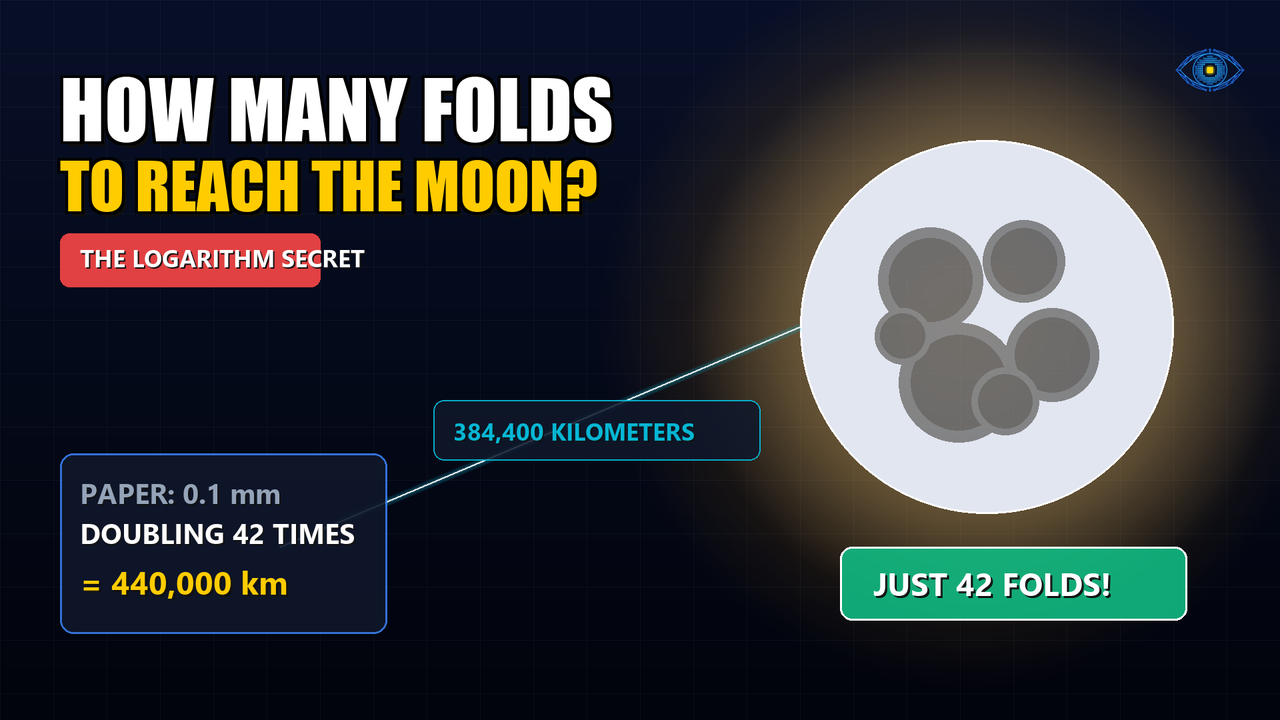 HOW MANY FOLDS
TO REACH THE MOON?
THE LOGARITHM SECRET
384,400 KILOMETERS
PAPER: 0.1 mm
DOUBLING 42 TIMES
= 440,000 km
JUST 42 FOLDS!